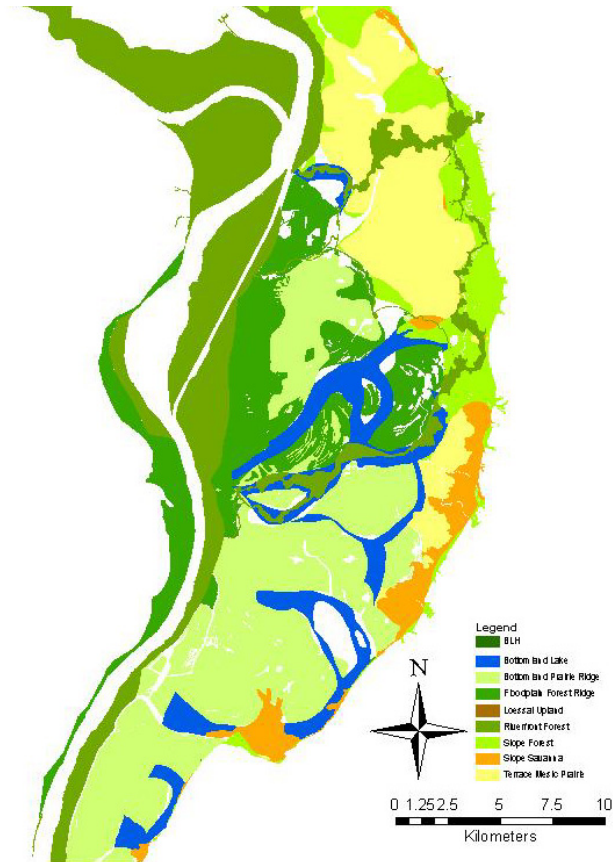 Legend
BLH
Bottomland Lake
Bottomland Prairie Ridge
Floodplain Forest Ridge
Loessal Upland
Riverfront Forest
Slope Forest
Slope Savanna
Terrace Mesic Prairie
N
0 1.25 2.5 5 7.5 10
Kilometers